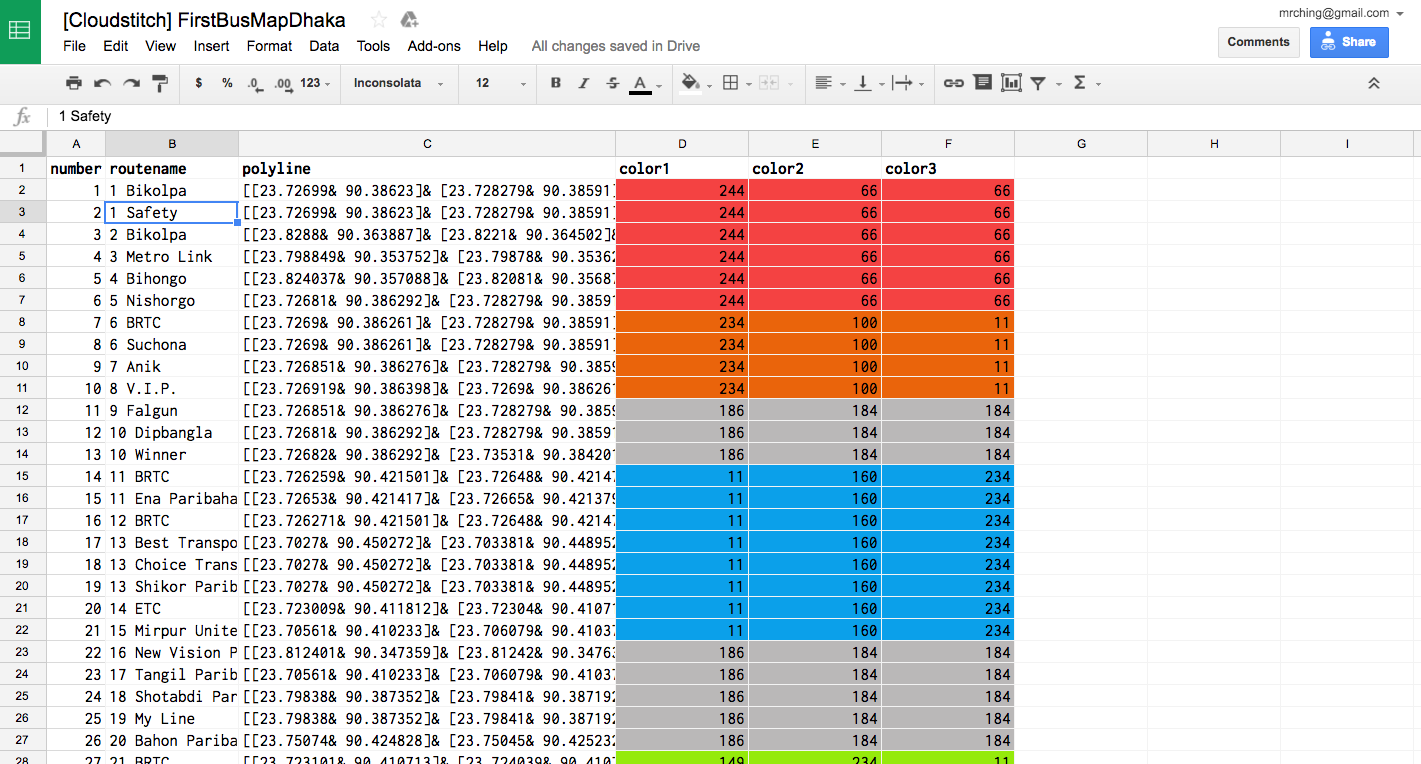 [Cloudstitch] FirstBusMapDhaka
mrching@gmail.com
File Edit View Insert Format Data Tools Add-ons Help All changes saved in Drive
Comments Share
$ % .0 .00 123 Inconsolata 12 B I S A Σ
fx 1 Safety
A B C D E F G H I
1 number routename polyline color1 color2 color3
2 1 1 Bikolpa [[23.72699& 90.38623]& [23.728279& 90.38591] 244 66 66
3 2 1 Safety [[23.72699& 90.38623]& [23.728279& 90.38591] 244 66 66
4 3 2 Bikolpa [[23.8288& 90.363887]& [23.8221& 90.364502]& 244 66 66
5 4 3 Metro Link [[23.798849& 90.353752]& [23.79878& 90.35362 244 66 66
6 5 4 Bihongo [[23.824037& 90.357088]& [23.82081& 90.35687 244 66 66
7 6 5 Nishorgo [[23.72681& 90.386292]& [23.728279& 90.38591 244 66 66
8 7 6 BRTC [[23.7269& 90.386261]& [23.728279& 90.38591] 234 100 11
9 8 6 Suchona [[23.7269& 90.386261]& [23.728279& 90.38591] 234 100 11
10 9 7 Anik [[23.726851& 90.386276]& [23.728279& 90.3859 234 100 11
11 10 8 V.I.P. [[23.726919& 90.386398]& [23.7269& 90.386261 234 100 11
12 11 9 Falgun [[23.726851& 90.386276]& [23.728279& 90.3859 186 184 184
13 12 10 Dipbangla [[23.72681& 90.386292]& [23.728279& 90.38591 186 184 184
14 13 10 Winner [[23.72682& 90.386292]& [23.73531& 90.384201 186 184 184
15 14 11 BRTC [[23.726259& 90.421501]& [23.72648& 90.42147 11 160 234
16 15 11 Ena Paribaha [[23.72653& 90.421417]& [23.72665& 90.421379 11 160 234
17 16 12 BRTC [[23.726271& 90.421501]& [23.72648& 90.42147 11 160 234
18 17 13 Best Transpo [[23.7027& 90.450272]& [23.703381& 90.448952 11 160 234
19 18 13 Choice Trans [[23.7027& 90.450272]& [23.703381& 90.448952 11 160 234
20 19 13 Shikor Parib [[23.7027& 90.450272]& [23.703381& 90.448952 11 160 234
21 20 14 ETC [[23.723009& 90.411812]& [23.72304& 90.41077 11 160 234
22 21 15 Mirpur Unite [[23.70561& 90.410233]& [23.706079& 90.41037 11 160 234
23 22 16 New Vision P [[23.812401& 90.347359]& [23.81242& 90.34763 186 184 184
24 23 17 Tangil Parib [[23.70561& 90.410233]& [23.706079& 90.41037 186 184 184
25 24 18 Shotabdi Par [[23.79838& 90.387352]& [23.79841& 90.387192 186 184 184
26 25 19 My Line [[23.79838& 90.387352]& [23.79841& 90.387192 186 184 184
27 26 20 Bahon Pariba [[23.75074& 90.424828]& [23.75045& 90.425232 186 184 184
28 27 21 BRTC [[23.723101& 90.410713]& [23.724039& 90.410 149 234 11